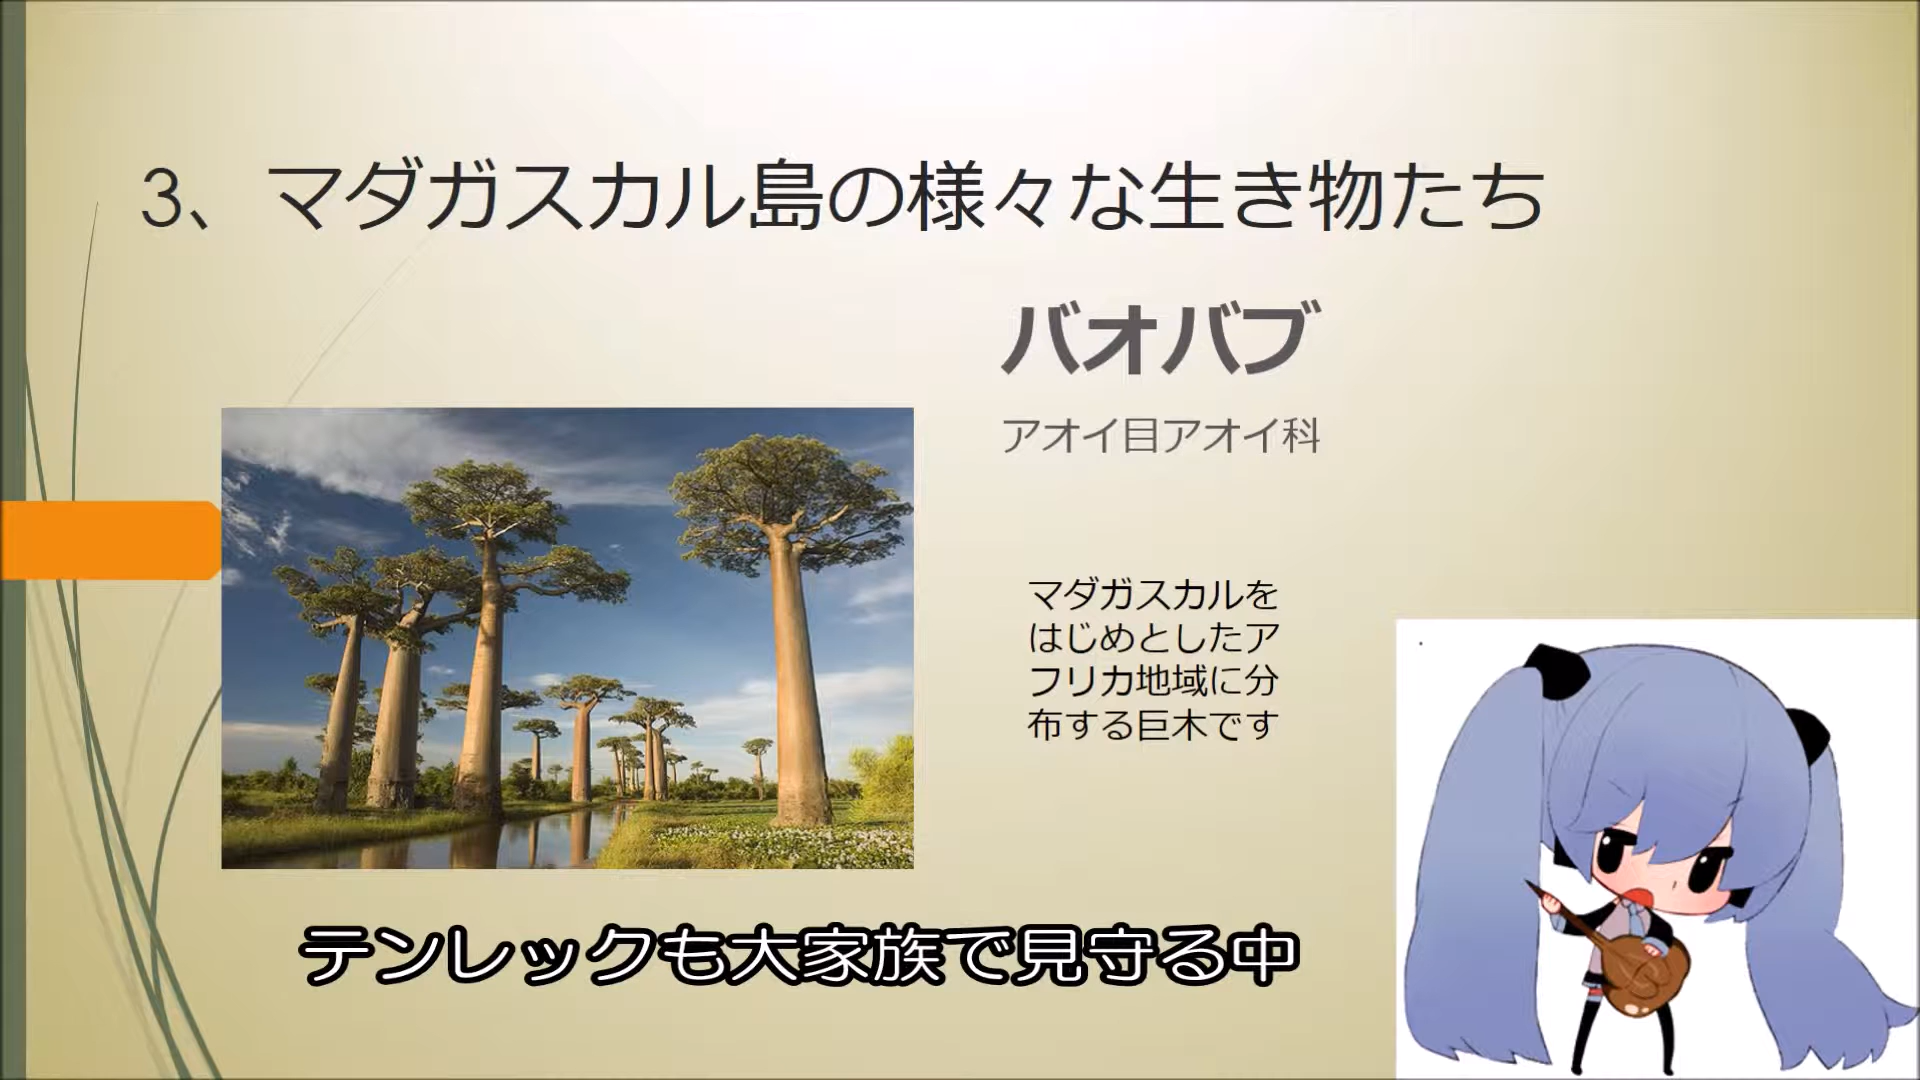 3、マダガスカル島の様々な生き物たち
バオバブ
アオイ目アオイ科
マダガスカルを
はじめとしたア
フリカ地域に分
布する巨木です
テンレックも大家族で見守る中